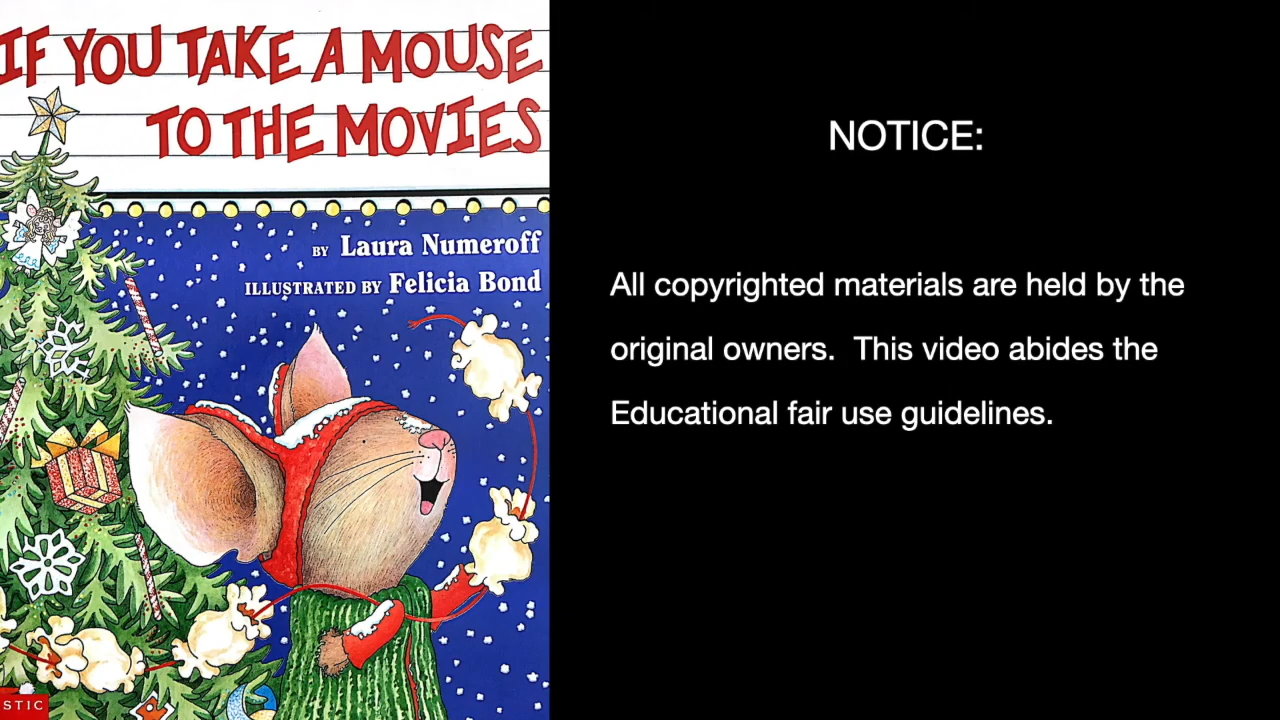 IF YOU TAKE A MOUSE
TO THE MOVIES
BY Laura Numeroff
ILLUSTRATED BY Felicia Bond
STIC
NOTICE:
All copyrighted materials are held by the
original owners. This video abides the
Educational fair use guidelines.